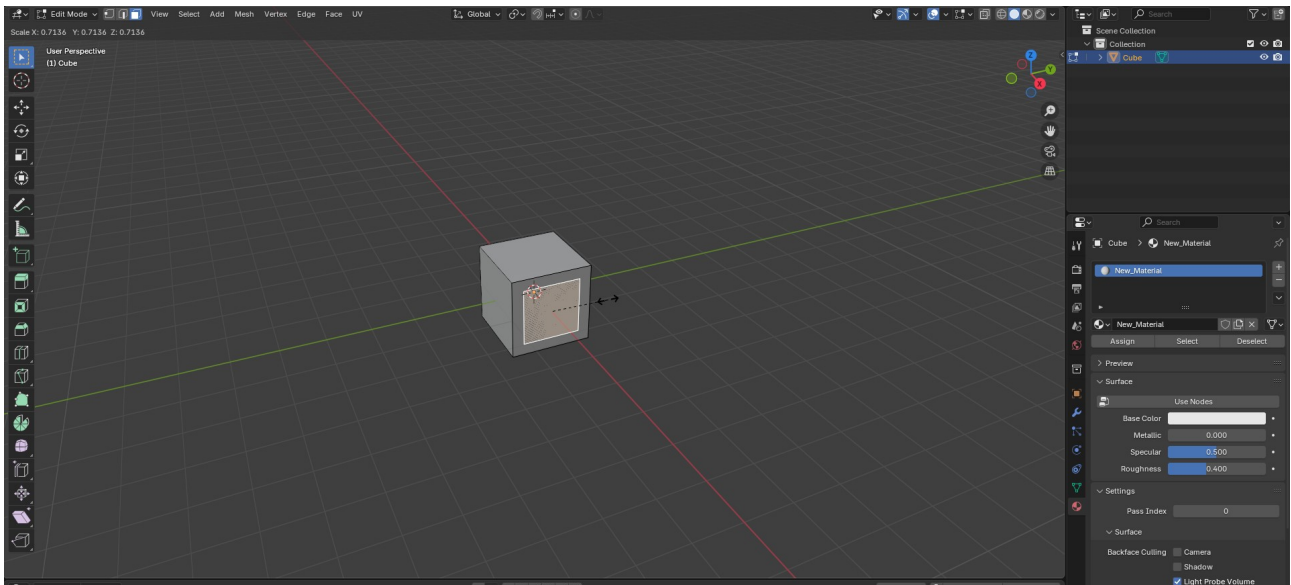 Edit Mode View Select Add Mesh Vertex Edge Face UV Global Search
Scale X: 0.7136 Y: 0.7136 Z: 0.7136
User Perspective
(1) Cube
Z
Y
X
Scene Collection
Collection
Cube
Search
Cube > New_Material
New_Material
New_Material
Assign Select Deselect
Preview
Surface
Use Nodes
Base Color
Metallic 0.000
Specular 0.500
Roughness 0.400
Settings
Pass Index 0
Surface
Backface Culling Camera
Shadow
Light Probe Volume